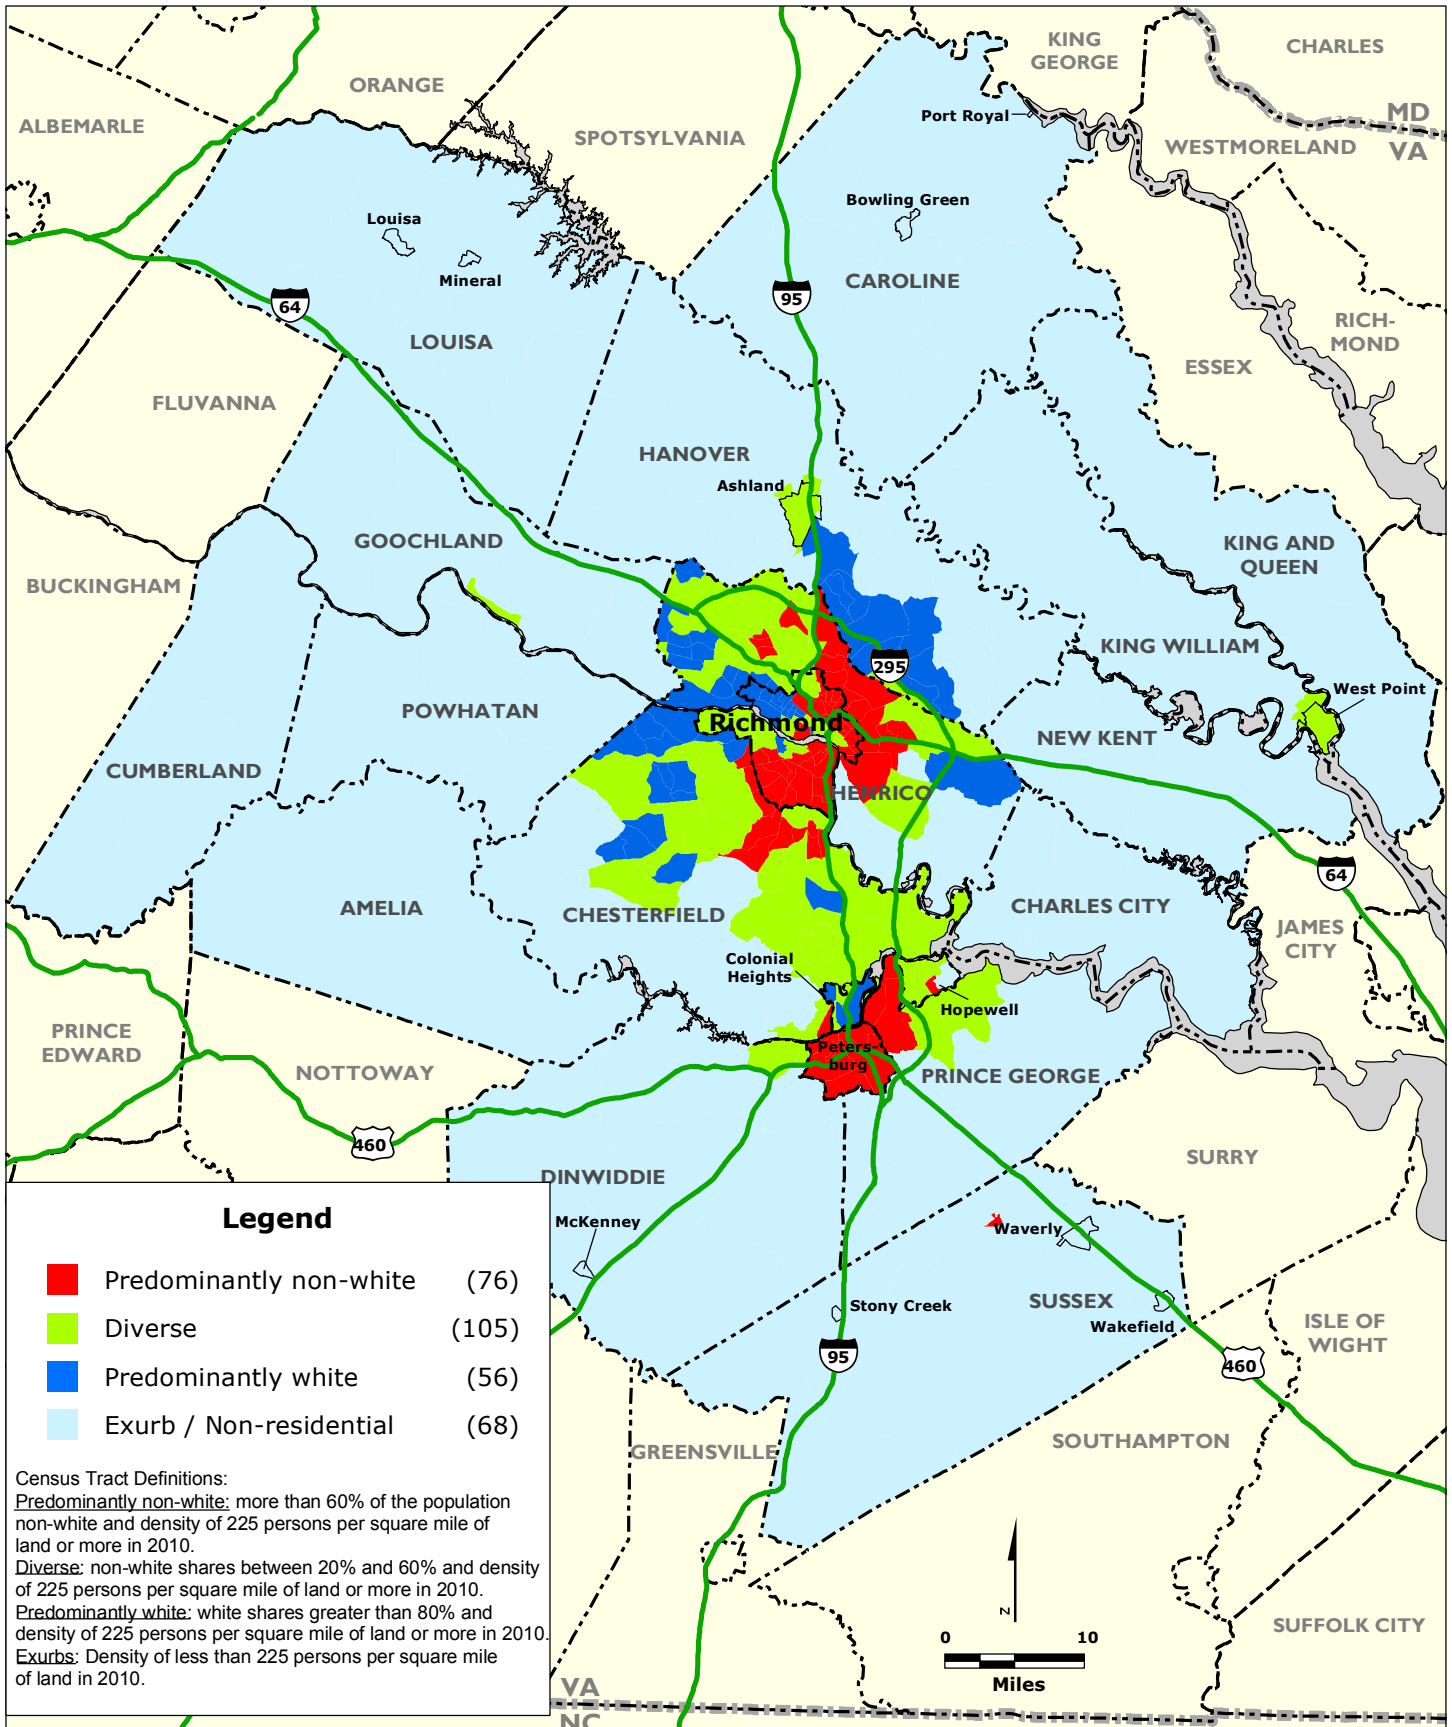 KING
GEORGE
CHARLES
ORANGE
MD
VA
Port Royal
ALBEMARLE
SPOTSYLVANIA
WESTMORELAND
Louisa
Bowling Green
Mineral
CAROLINE
64
95
RICH-
MOND
LOUISA
ESSEX
FLUVANNA
HANOVER
Ashland
GOOCHLAND
KING AND
QUEEN
BUCKINGHAM
KING WILLIAM
295
West Point
POWHATAN
Richmond
NEW KENT
CUMBERLAND
HENRICO
64
AMELIA
CHESTERFIELD
CHARLES CITY
JAMES
CITY
Colonial
Heights
Hopewell
PRINCE
EDWARD
NOTTOWAY
Peters-
burg
PRINCE GEORGE
460
SURRY
DINWIDDIE
McKenney
Waverly
Stony Creek
SUSSEX
Wakefield
ISLE OF
WIGHT
95
460
GREENSVILLE
SOUTHAMPTON
SUFFOLK CITY
Legend
Predominantly non-white (76)
Diverse (105)
Predominantly white (56)
Exurb / Non-residential (68)
Census Tract Definitions:
Predominantly non-white: more than 60% of the population
non-white and density of 225 persons per square mile of
land or more in 2010.
Diverse: non-white shares between 20% and 60% and density
of 225 persons per square mile of land or more in 2010.
Predominantly white: white shares greater than 80% and
density of 225 persons per square mile of land or more in 2010.
Exurbs: Density of less than 225 persons per square mile
of land in 2010.
N
0 10
Miles
VA
NC